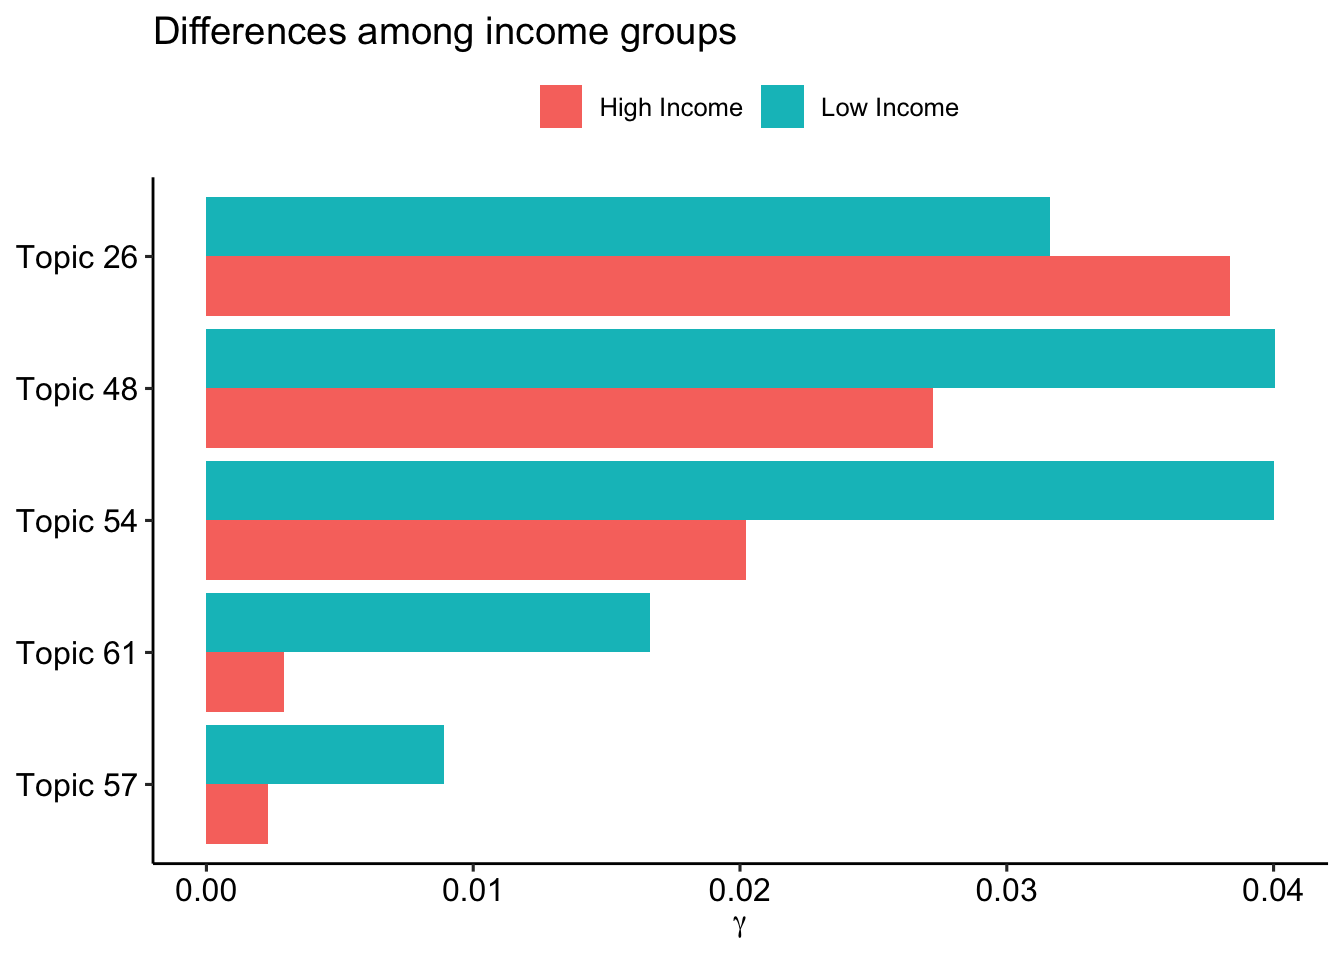 Differences among income groups
High Income
Low Income
Topic 26
Topic 48
Topic 54
Topic 61
Topic 57
0.00 0.01 0.02 0.03 0.04
γ